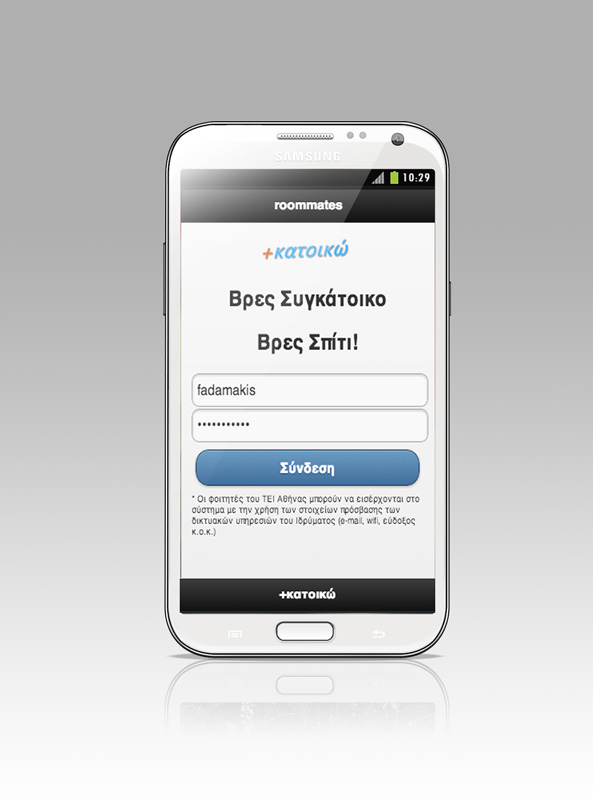 SAMSUNG
10:29
roommates
+κατοικώ
Βρες Συγκάτοικο
Βρες Σπίτι!
fadamakis
•••••••••••
Σύνδεση
* Οι φοιτητές του ΤΕΙ Αθήνας μπορούν να εισέρχονται στο
σύστημα με την χρήση των στοιχείων πρόσβασης των
δικτυακών υπηρεσιών του Ιδρύματος (e-mail, wifi, εύδοξος
κ.ο.κ.)
+κατοικώ